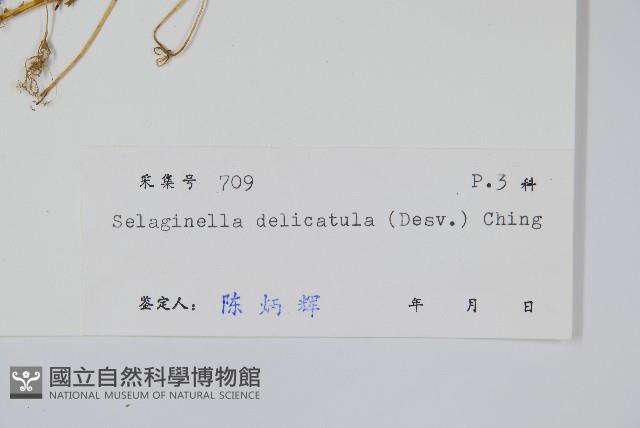 采集号 709 P.3 科
Selaginella delicatula (Desv.) Ching
鉴定人： 陈炳辉 年 月 日
國立自然科學博物館
NATIONAL MUSEUM OF NATURAL SCIENCE